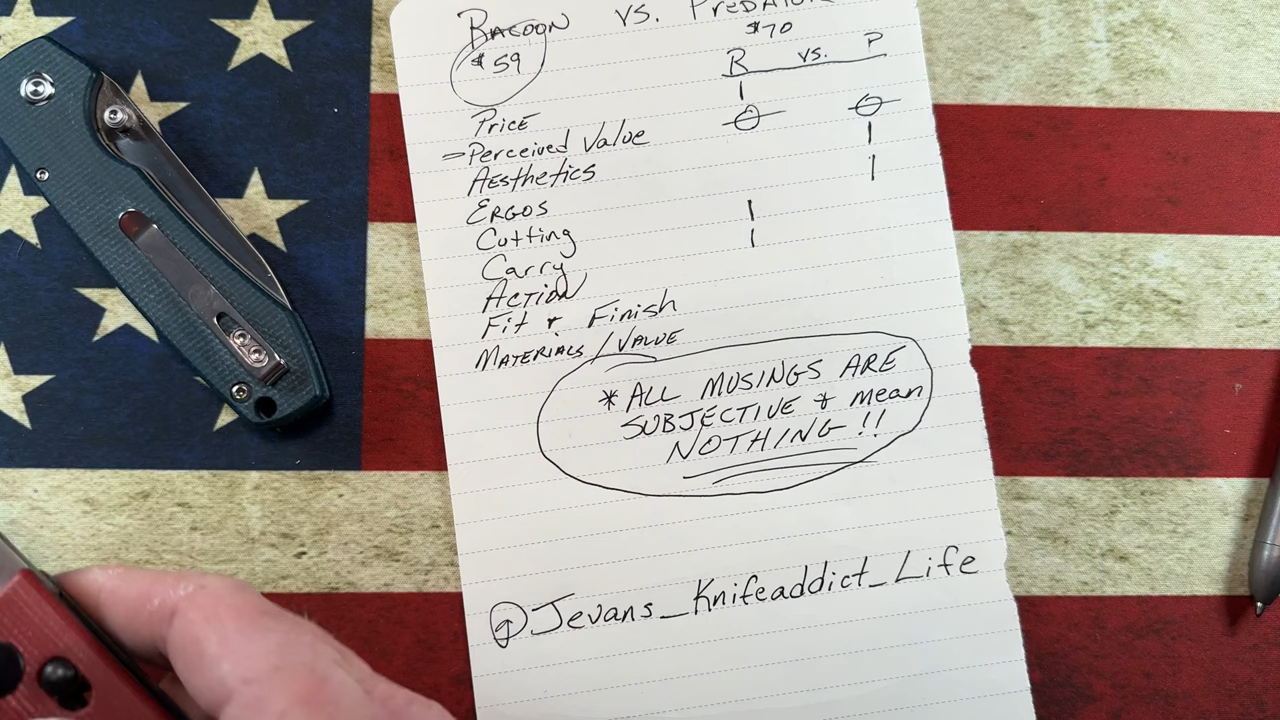 RACOON VS. PREDATOR
$59 $70
R VS. P
Price
=Perceived Value
Aesthetics
ERGOS
Cutting
Carry
ACTION
Fit & Finish
MATERIALS/VALUE
*ALL MUSINGS ARE
SUBJECTIVE & mean
NOTHING!!
@Jevans_Knifeaddict_Life